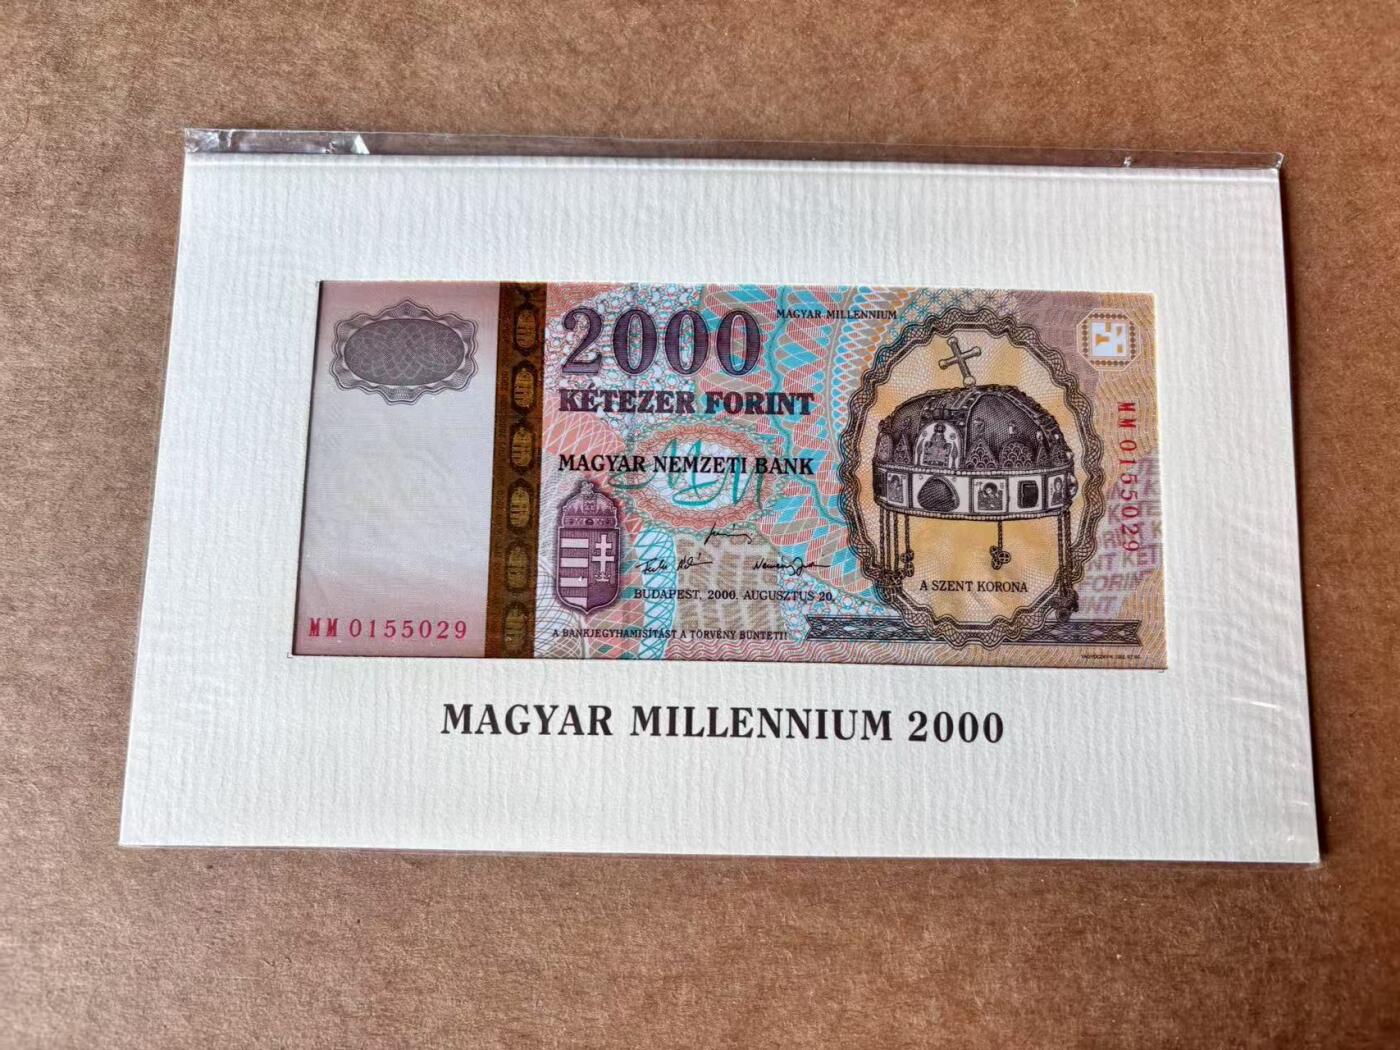 2000
MAGYAR MILLENNIUM
KÉTEZER FORINT
MAGYAR NEMZETI BANK
MM
MM 0155029
BUDAPEST, 2000. AUGUSZTUS 20.
A SZENT KORONA
A BANKJEGYHAMISÍTÁST A TÖRVÉNY BÜNTETI!
MM 0155029
MAGYAR MILLENNIUM 2000